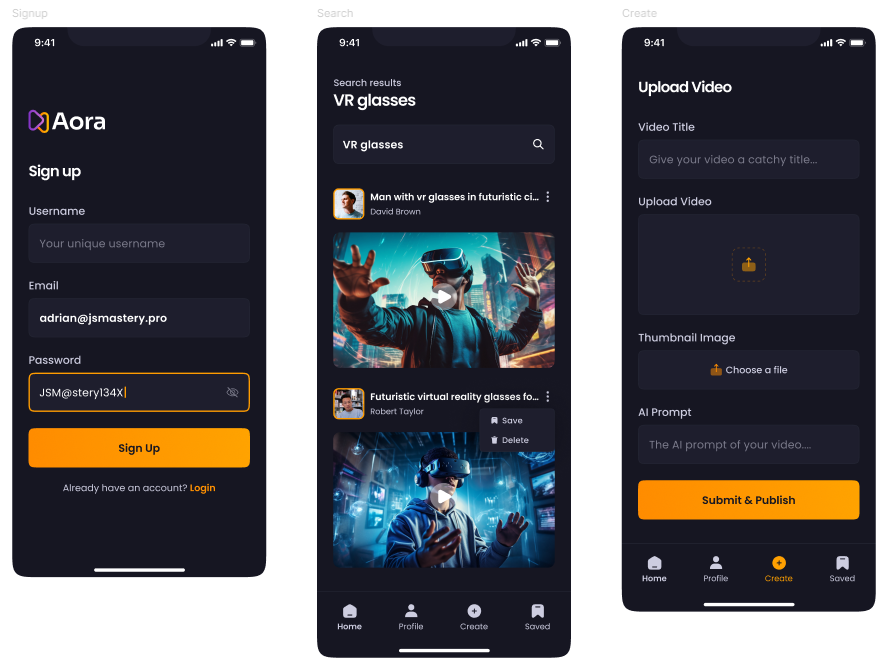 Signup
9:41
Aora
Sign up
Username
Your unique username
Email
adrian@jsmastery.pro
Password
JSM@stery134X
Sign Up
Already have an account? Login
Search
9:41
Search results
VR glasses
VR glasses
Man with vr glasses in futuristic ci...
David Brown
Futuristic virtual reality glasses fo...
Robert Taylor
Save
Delete
Home
Profile
Create
Saved
Create
9:41
Upload Video
Video Title
Give your video a catchy title...
Upload Video
Thumbnail Image
Choose a file
AI Prompt
The AI prompt of your video....
Submit & Publish
Home
Profile
Create
Saved